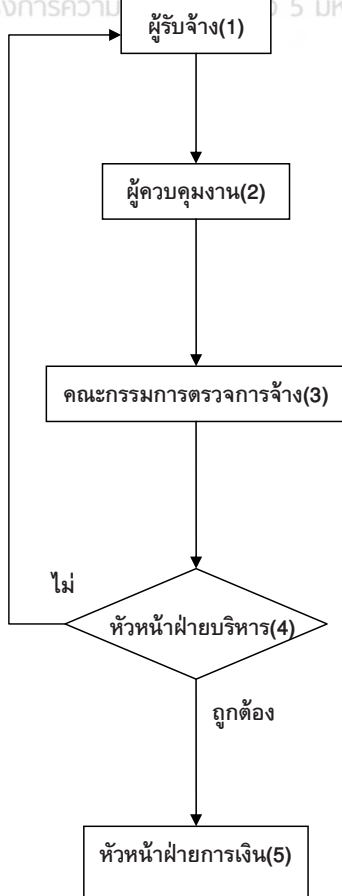 ผู้รับจ้าง(1)
ผู้ควบคุมงาน(2)
คณะกรรมการตรวจการจ้าง(3)
ไม่
หัวหน้าฝ่ายบริหาร(4)
ถูกต้อง
หัวหน้าฝ่ายการเงิน(5)